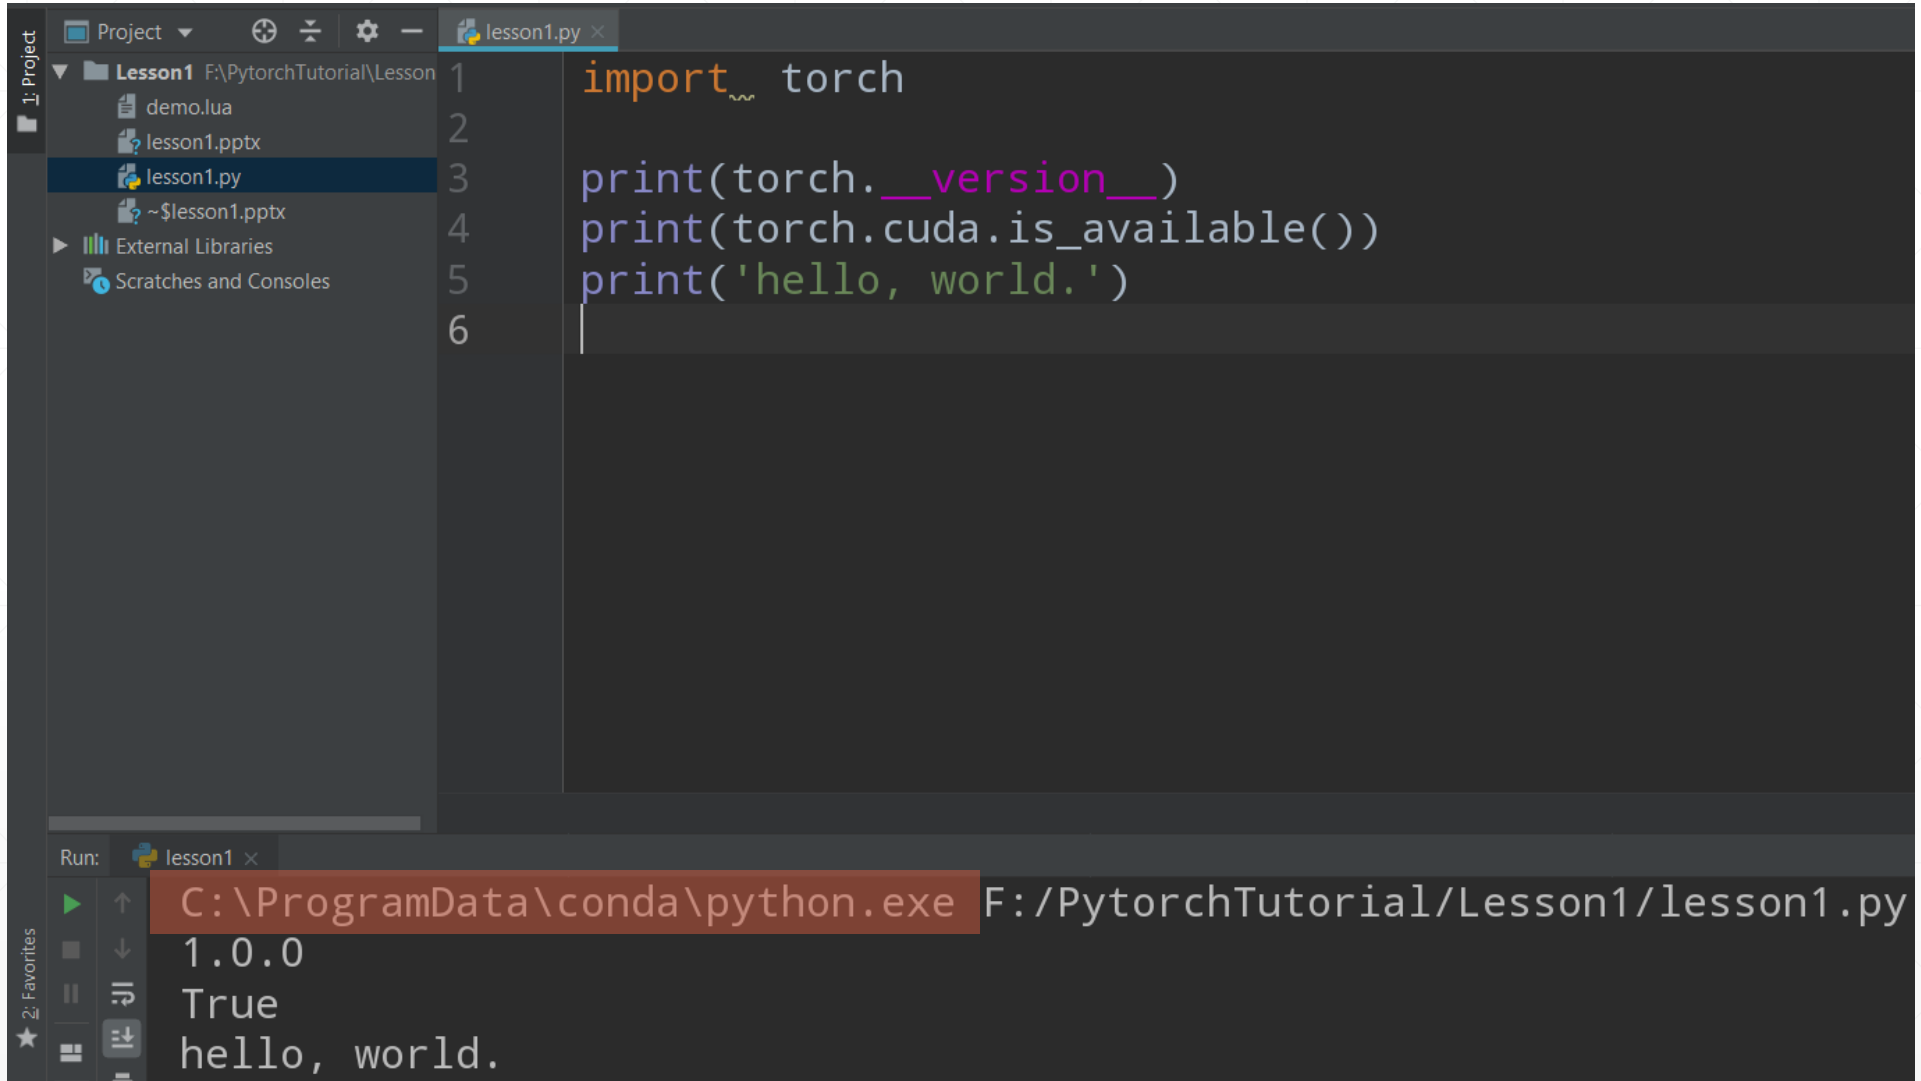 1: Project
Project
lesson1.py
Lesson1 F:\PytorchTutorial\Lesson
demo.lua
lesson1.pptx
lesson1.py
~$lesson1.pptx
External Libraries
Scratches and Consoles
1 import  torch
2
3 print(torch.__version__)
4 print(torch.cuda.is_available())
5 print('hello, world.')
6
Run: lesson1
C:\ProgramData\conda\python.exe F:/PytorchTutorial/Lesson1/lesson1.py
1.0.0
True
hello, world.
2: Favorites